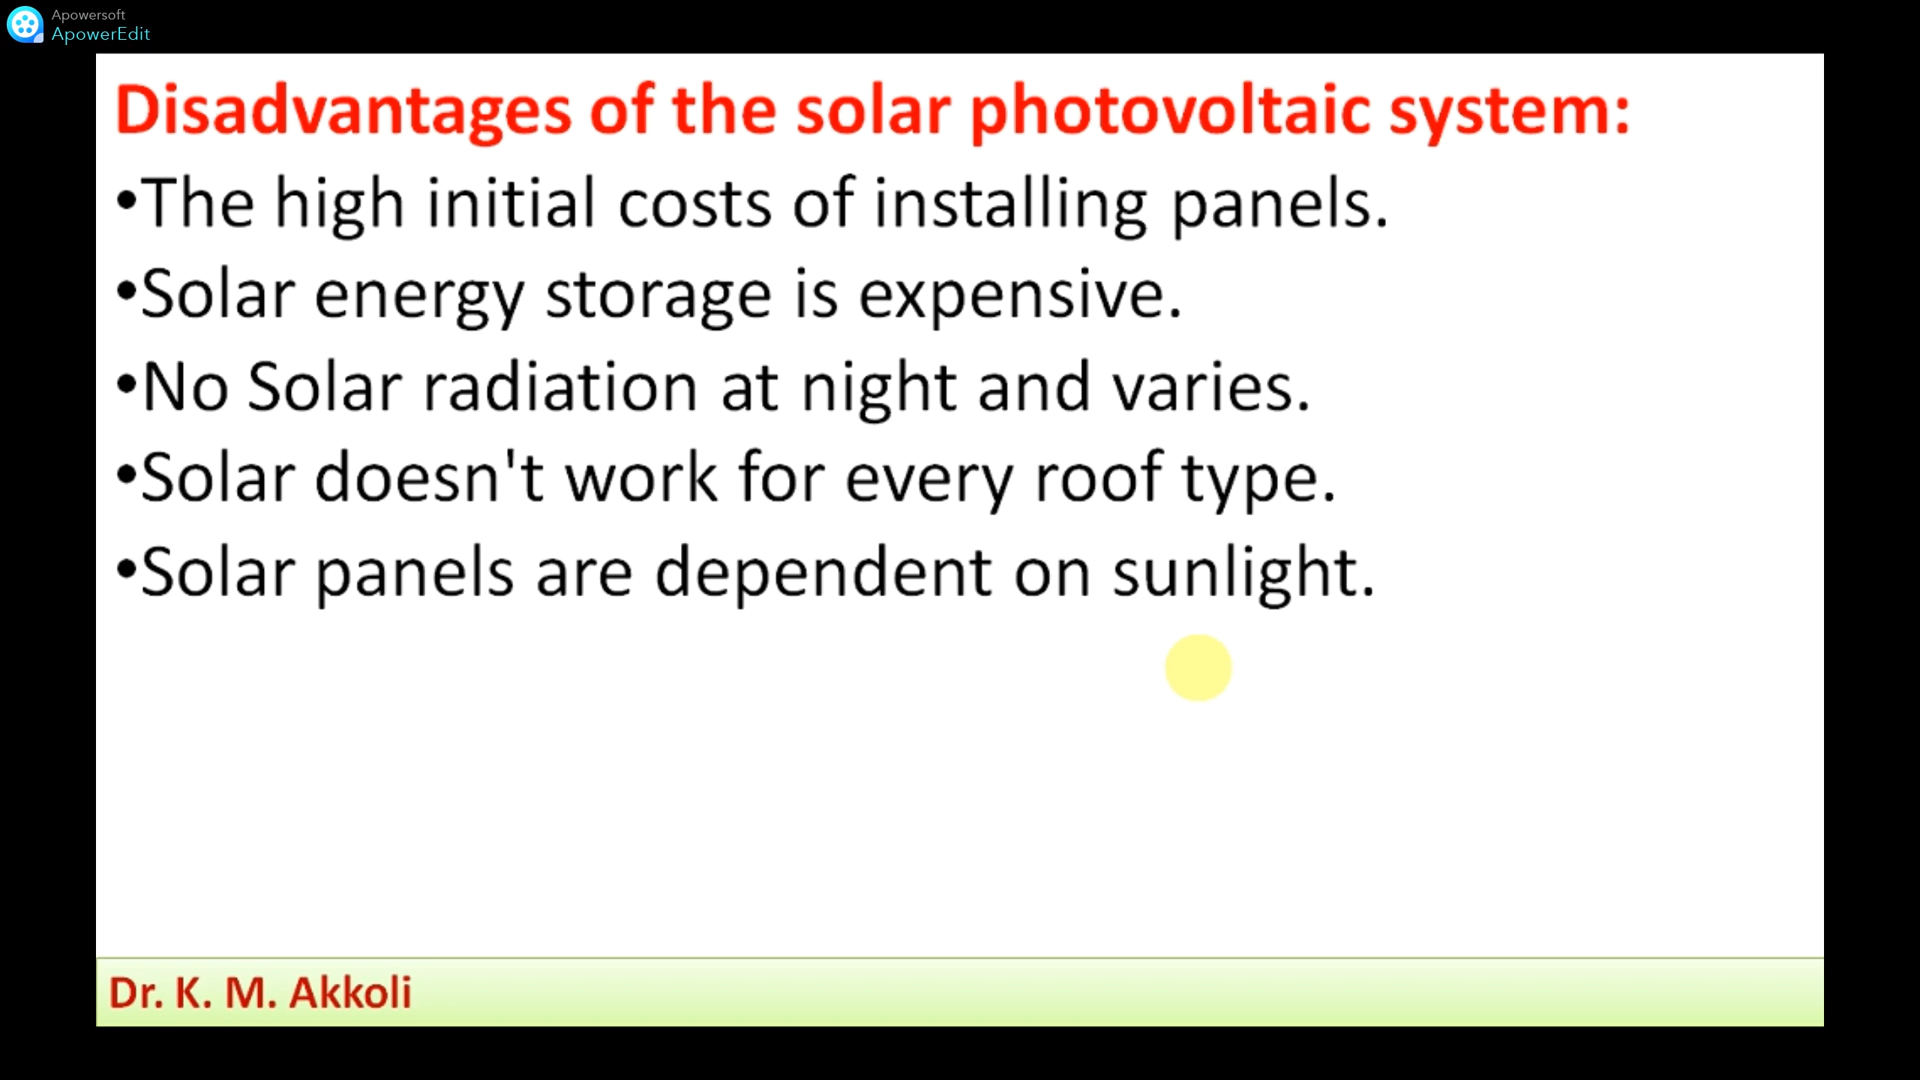 Apowersoft
ApowerEdit
Disadvantages of the solar photovoltaic system:
•The high initial costs of installing panels.
•Solar energy storage is expensive.
•No Solar radiation at night and varies.
•Solar doesn't work for every roof type.
•Solar panels are dependent on sunlight.
Dr. K. M. Akkoli